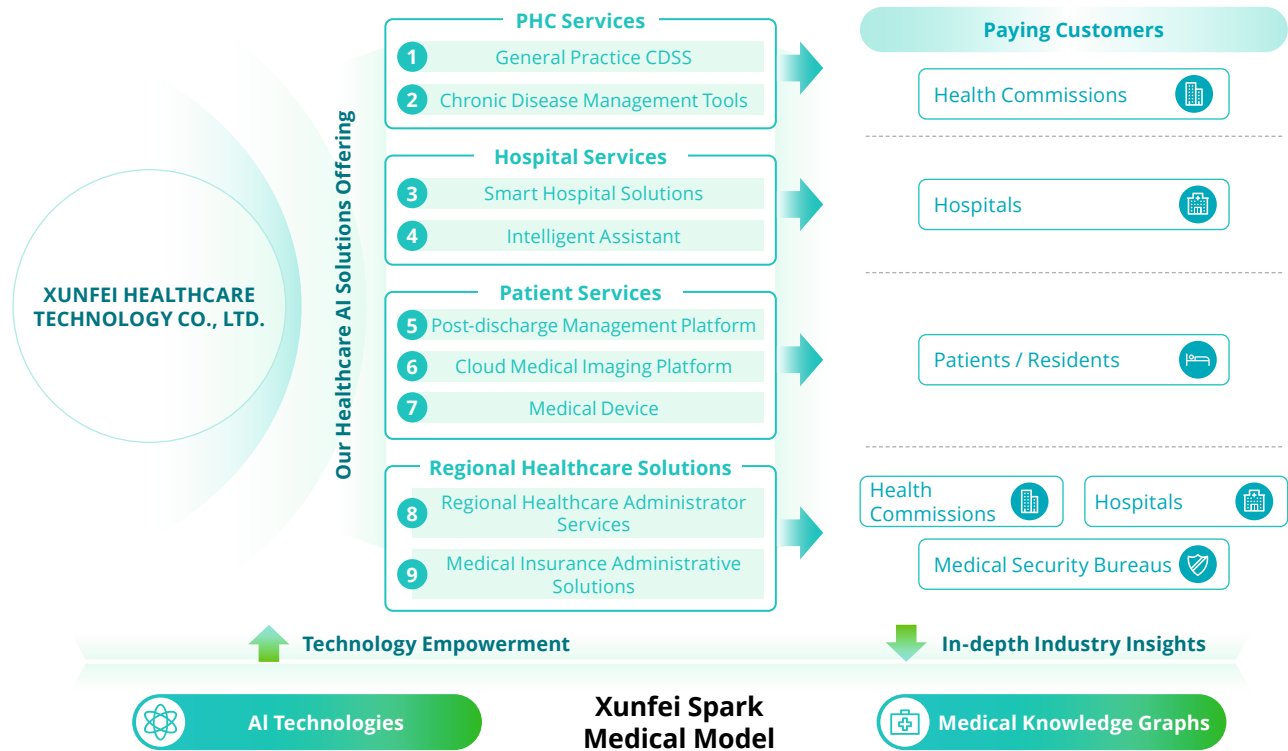 XUNFEI HEALTHCARE
TECHNOLOGY CO., LTD.
Our Healthcare AI Solutions Offering
PHC Services
1 General Practice CDSS
2 Chronic Disease Management Tools
Hospital Services
3 Smart Hospital Solutions
4 Intelligent Assistant
Patient Services
5 Post-discharge Management Platform
6 Cloud Medical Imaging Platform
7 Medical Device
Regional Healthcare Solutions
8 Regional Healthcare Administrator
Services
9 Medical Insurance Administrative
Solutions
Paying Customers
Health Commissions
Hospitals
Patients / Residents
Health
Commissions
Hospitals
Medical Security Bureaus
Technology Empowerment
In-depth Industry Insights
AI Technologies
Xunfei Spark
Medical Model
Medical Knowledge Graphs